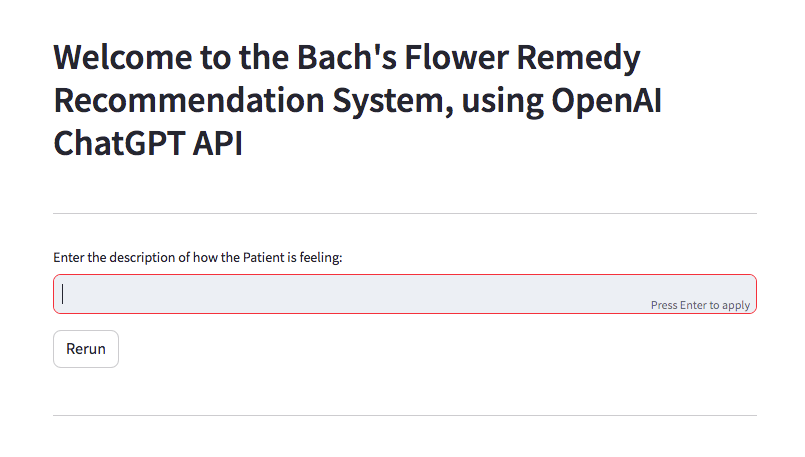 Welcome to the Bach's Flower Remedy
Recommendation System, using OpenAI
ChatGPT API
Enter the description of how the Patient is feeling:
Press Enter to apply
Rerun